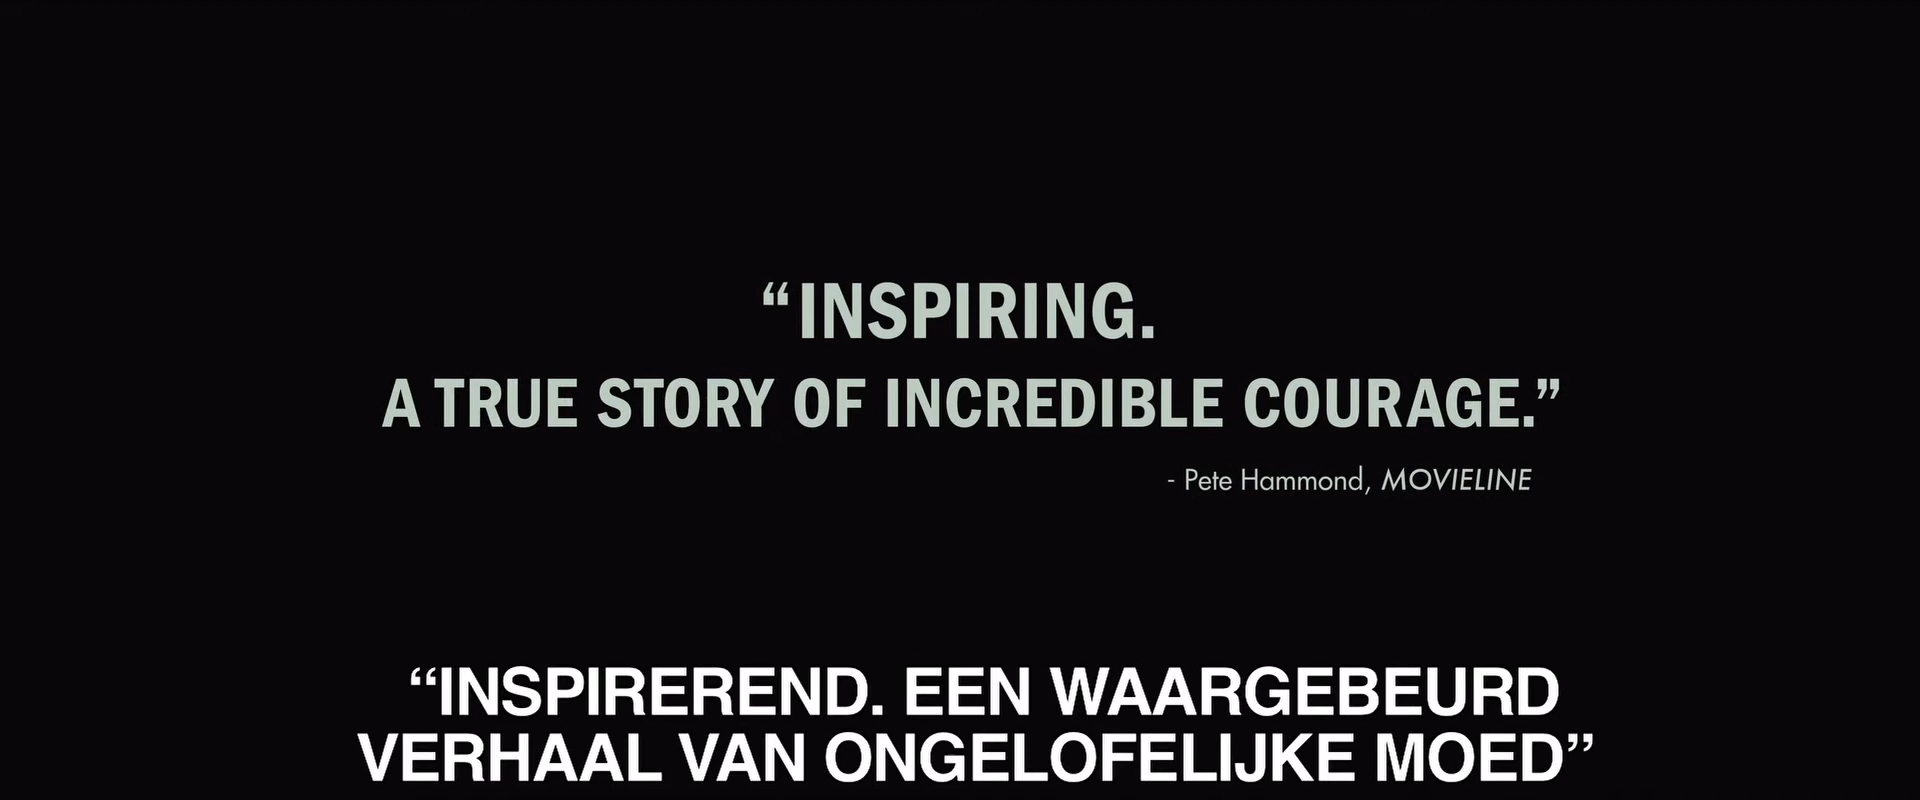 “INSPIRING.
A TRUE STORY OF INCREDIBLE COURAGE.”
- Pete Hammond, MOVIELINE
“INSPIREREND. EEN WAARGEBEURD
VERHAAL VAN ONGELOFELIJKE MOED”